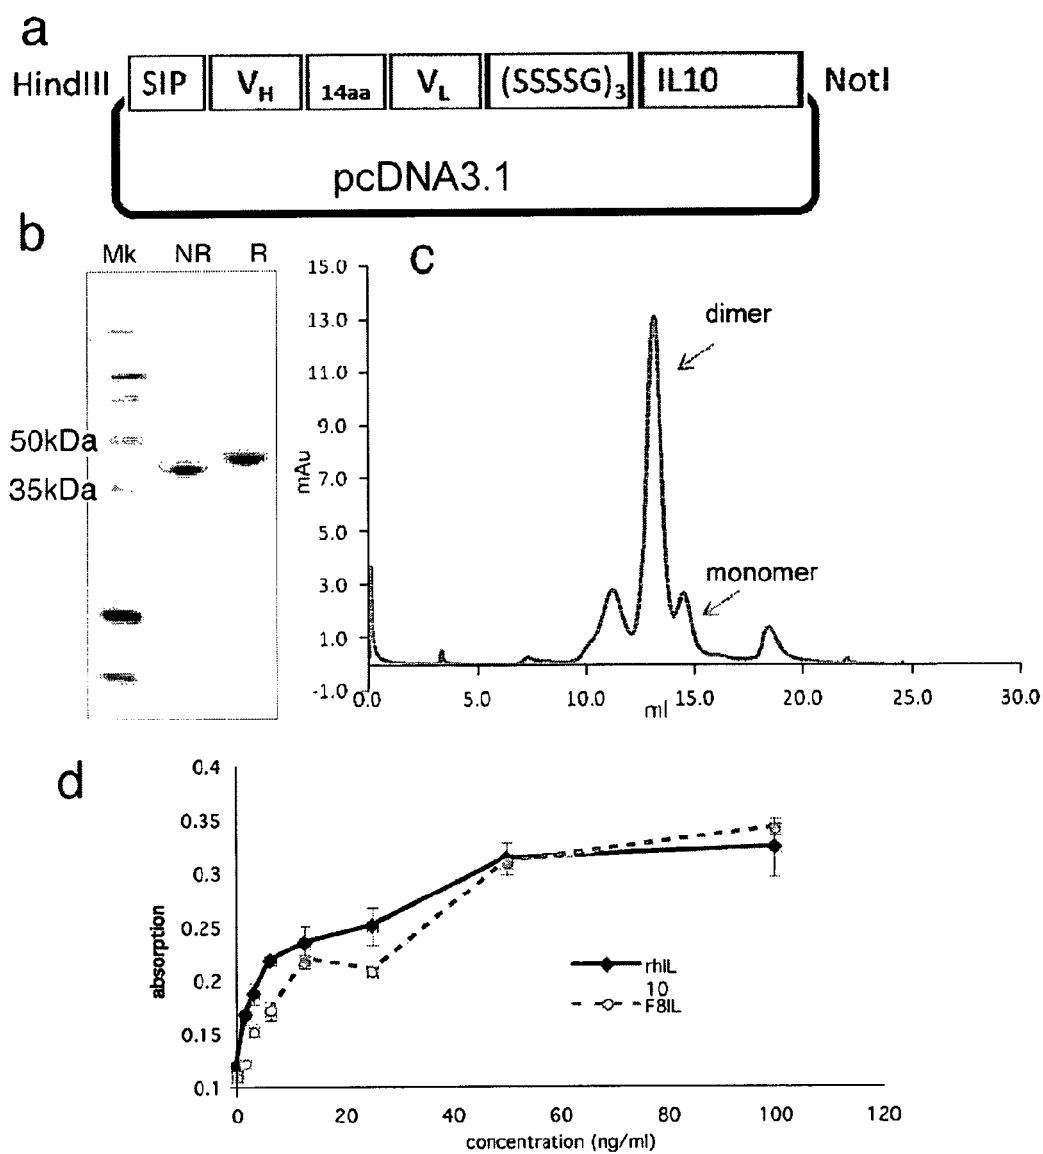 a
HindIII SIP VH 14aa VL (SSSSG)3 IL10 NotI
pcDNA3.1
b
Mk NR R
50kDa
35kDa
c
15.0
13.0
11.0
9.0
7.0
5.0
3.0
1.0
-1.0
mAu
dimer
monomer
0.0 5.0 10.0 15.0 20.0 25.0 30.0
ml
d
0.4
0.35
0.3
0.25
0.2
0.15
0.1
absorption
rhIL
10
F8IL
0 20 40 60 80 100 120
concentration (ng/ml)